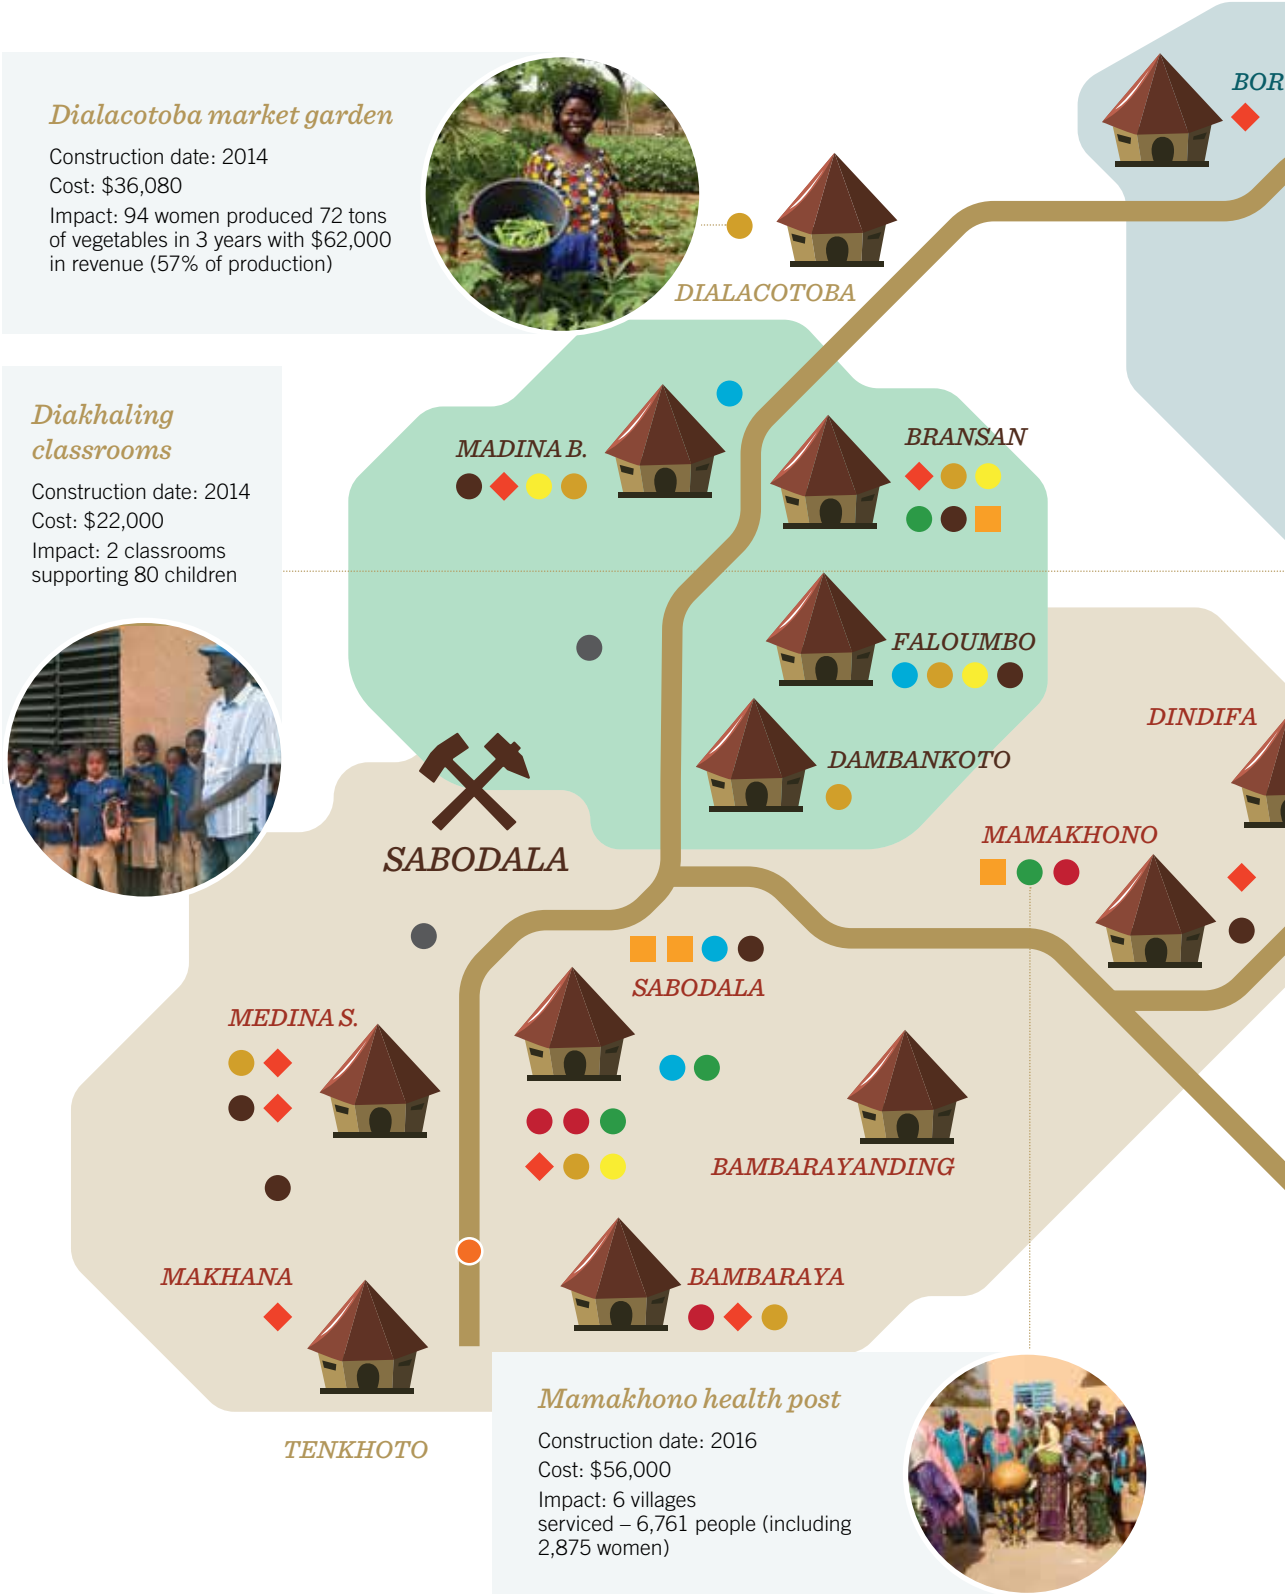 BOR
Dialacotoba market garden
Construction date: 2014
Cost: $36,080
Impact: 94 women produced 72 tons
of vegetables in 3 years with $62,000
in revenue (57% of production)
DIALACOTOBA
Diakhaling
classrooms
Construction date: 2014
Cost: $22,000
Impact: 2 classrooms
supporting 80 children
MADINA B.
BRANSAN
FALOUMBO
DINDIFA
DAMBANKOTO
MAMAKHONO
SABODALA
SABODALA
MEDINA S.
BAMBARAYANDING
MAKHANA
BAMBARAYA
TENKHOTO
Mamakhono health post
Construction date: 2016
Cost: $56,000
Impact: 6 villages
serviced – 6,761 people (including
2,875 women)